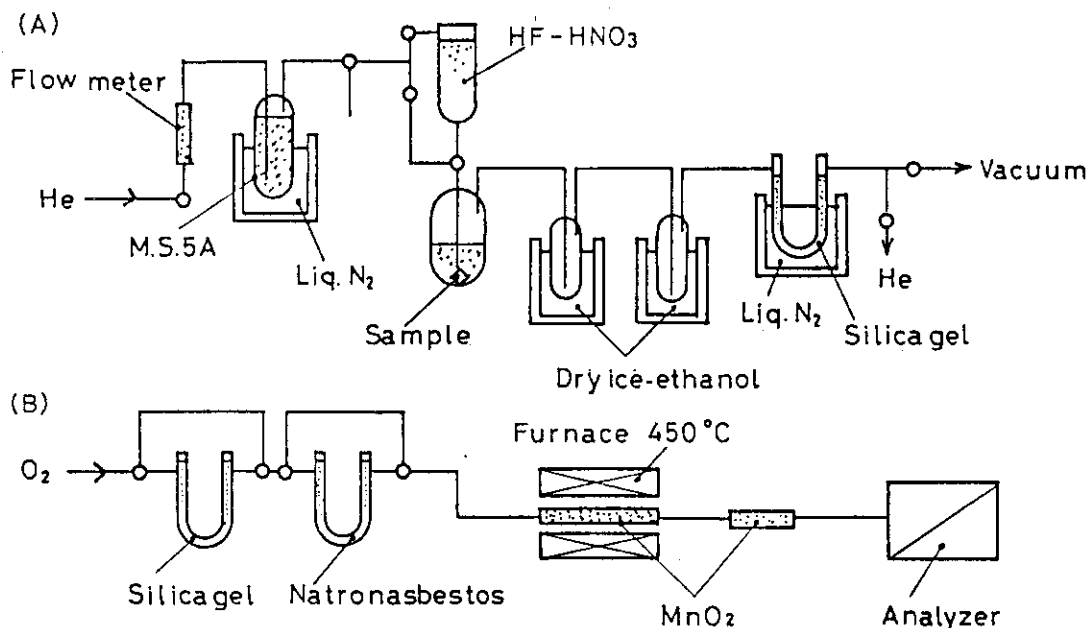 (A)
HF-HNO₃
Flow meter
He
M.S.5A
Liq. N₂
Sample
Dry ice-ethanol
Vacuum
He
Liq. N₂
Silica gel
(B)
O₂
Silica gel
Natronasbestos
Furnace 450°C
MnO₂
Analyzer